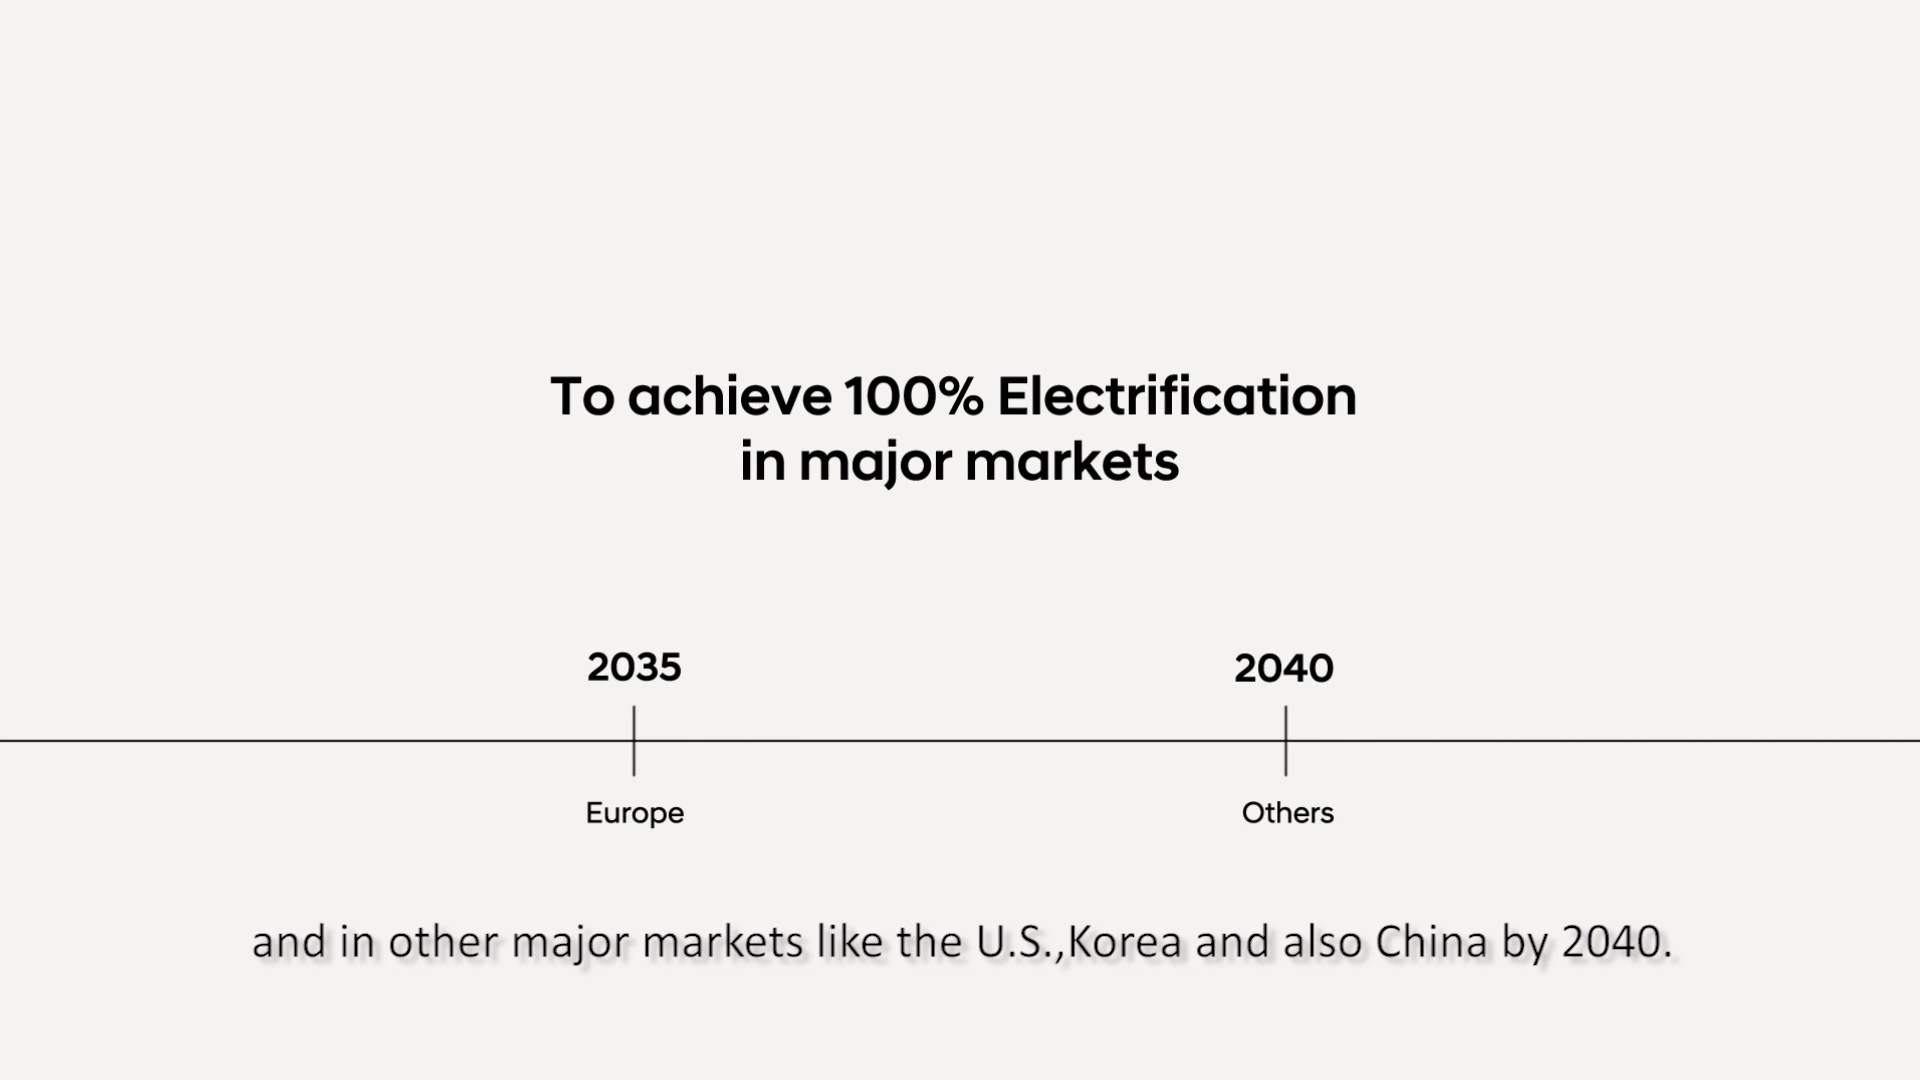 To achieve 100% Electrification
in major markets
2035
2040
Europe
Others
and in other major markets like the U.S.,Korea and also China by 2040.